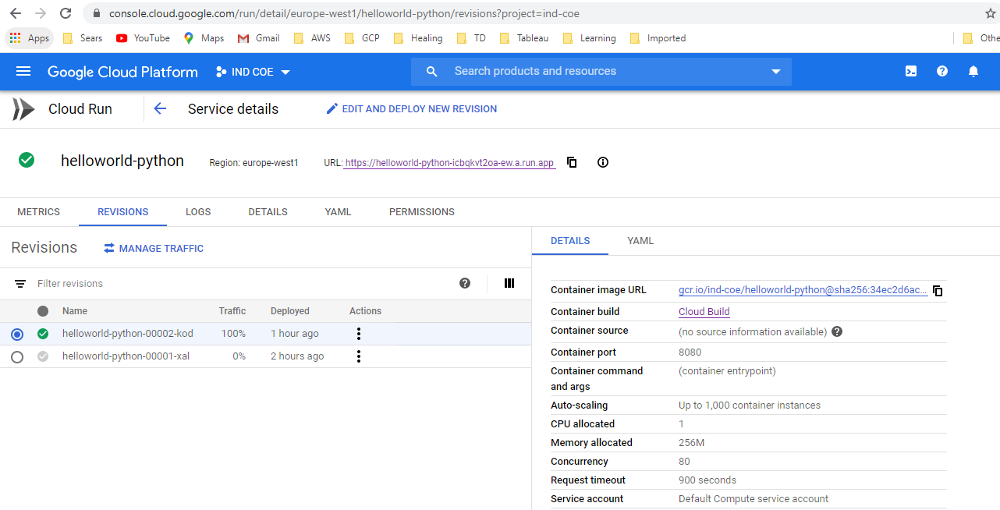 console.cloud.google.com/run/detail/europe-west1/helloworld-python/revisions?project=ind-coe
Apps Sears YouTube Maps Gmail AWS GCP Healing TD Tableau Learning Imported Othe
Google Cloud Platform IND COE Search products and resources
Cloud Run Service details EDIT AND DEPLOY NEW REVISION
helloworld-python Region: europe-west1 URL: https://helloworld-python-icbqkvt2oa-ew.a.run.app
METRICS REVISIONS LOGS DETAILS YAML PERMISSIONS
Revisions MANAGE TRAFFIC
Filter revisions
Name Traffic Deployed Actions
helloworld-python-00002-kod 100% 1 hour ago
helloworld-python-00001-xal 0% 2 hours ago
DETAILS YAML
Container image URL gcr.io/ind-coe/helloworld-python@sha256:34ec2d6ac...
Container build Cloud Build
Container source (no source information available)
Container port 8080
Container command (container entrypoint)
and args
Auto-scaling Up to 1,000 container instances
CPU allocated 1
Memory allocated 256M
Concurrency 80
Request timeout 900 seconds
Service account Default Compute service account